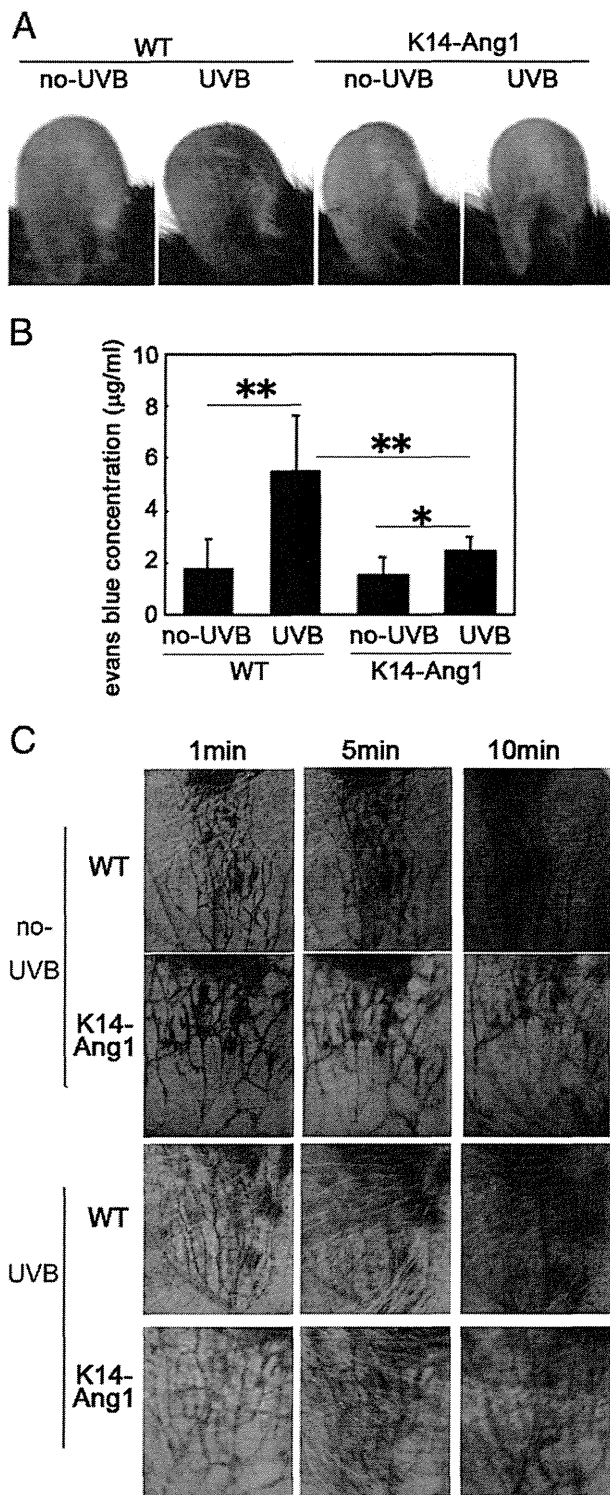 A
WT K14-Ang1
no-UVB UVB no-UVB UVB
B
evans blue concentration (µg/ml)
10
8
6
4
2
0
**
**
*
no-UVB UVB no-UVB UVB
WT K14-Ang1
C
1min 5min 10min
no-
UVB
WT
K14-
Ang1
UVB
WT
K14-
Ang1